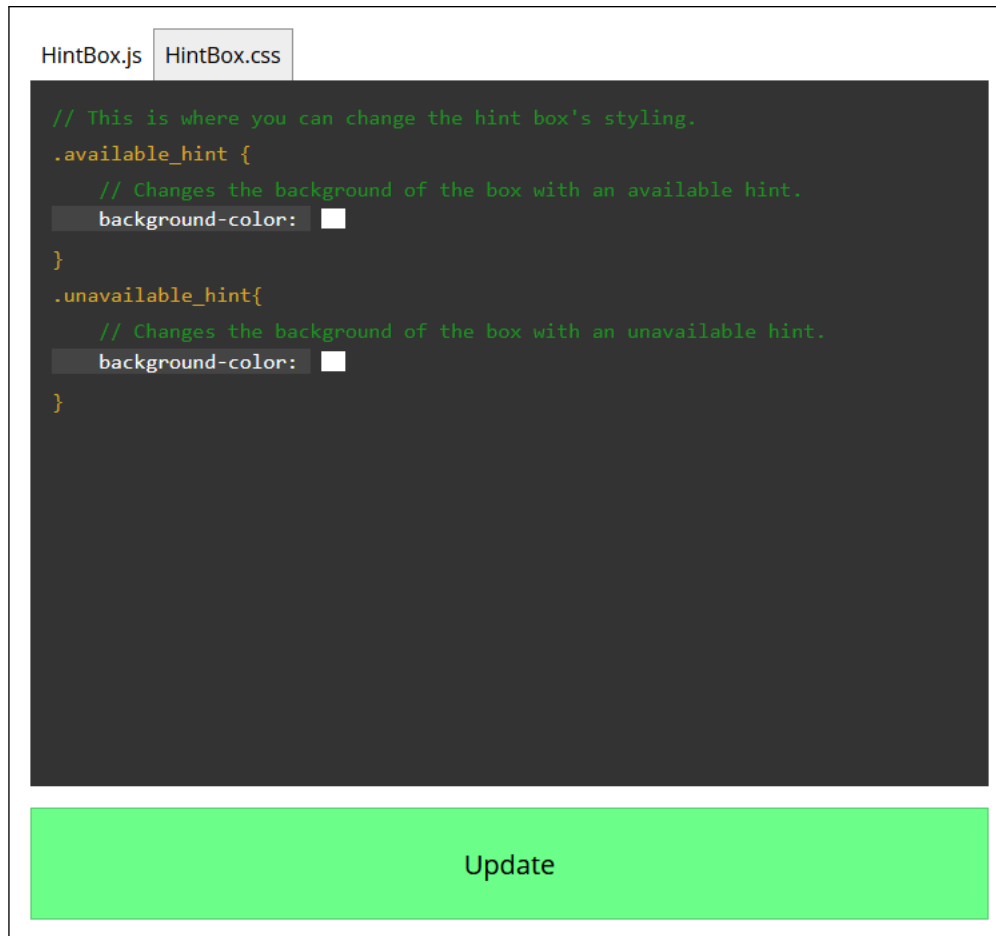 HintBox.js HintBox.css
// This is where you can change the hint box's styling.
.available_hint {
// Changes the background of the box with an available hint.
background-color:
}
.unavailable_hint{
// Changes the background of the box with an unavailable hint.
background-color:
}
Update